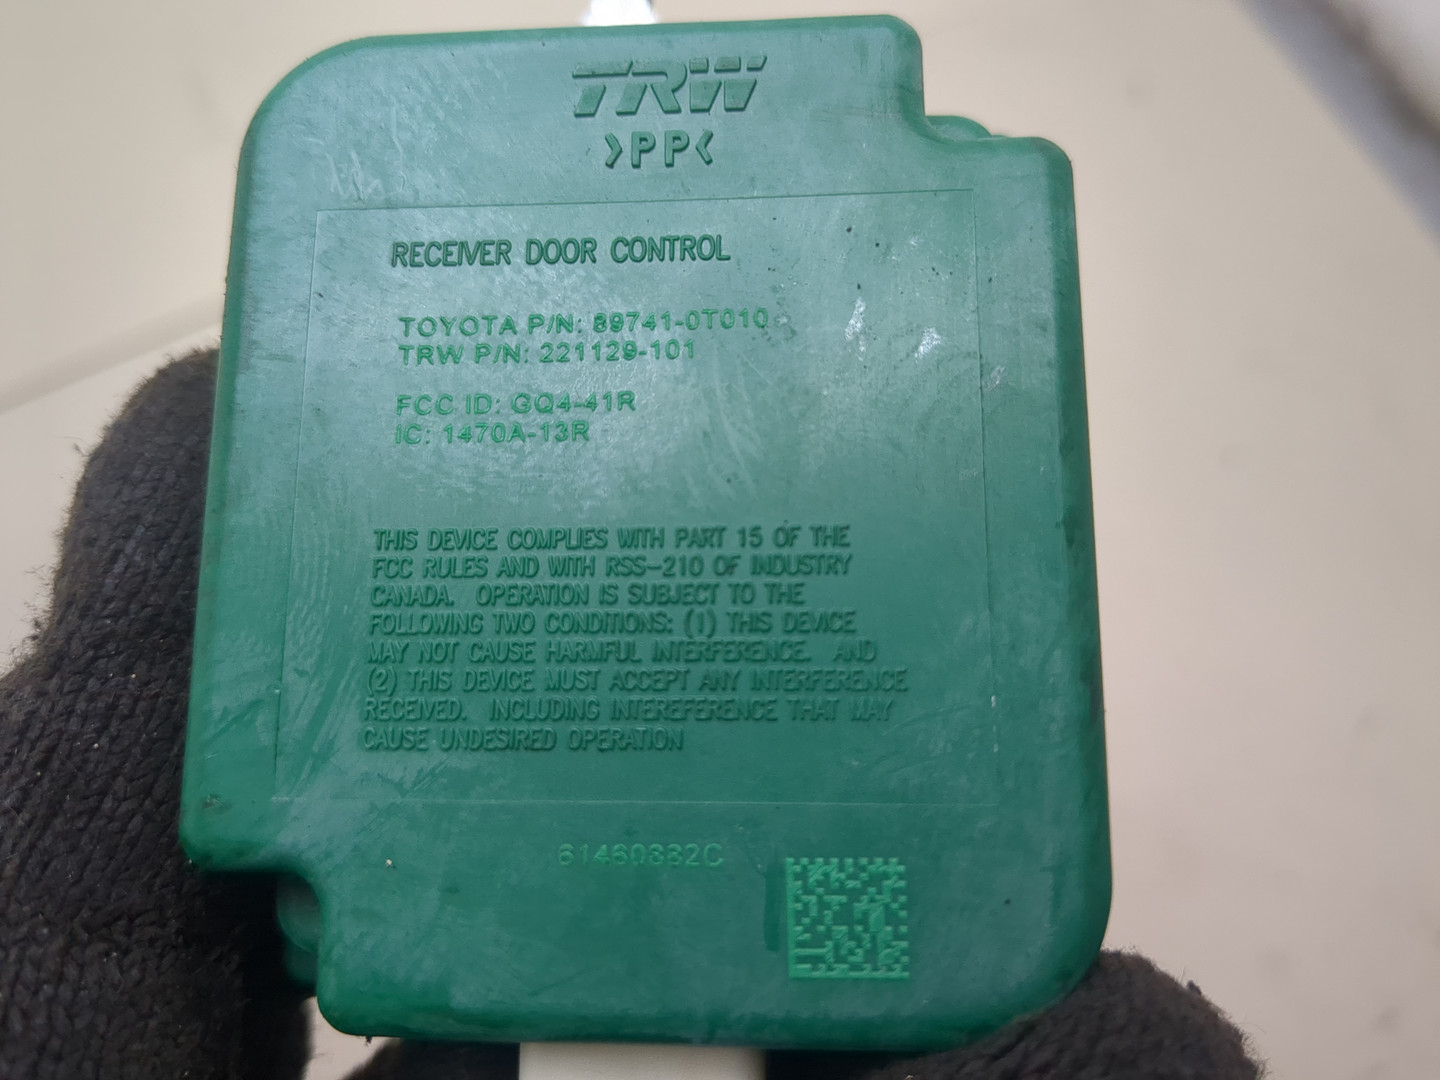 TRW
>PP<
RECEIVER DOOR CONTROL
TOYOTA P/N: 89741-0T010
TRW P/N: 221129-101
FCC ID: GQ4-41R
IC: 1470A-13R
THIS DEVICE COMPLIES WITH PART 15 OF THE
FCC RULES AND WITH RSS-210 OF INDUSTRY
CANADA. OPERATION IS SUBJECT TO THE
FOLLOWING TWO CONDITIONS: (1) THIS DEVICE
MAY NOT CAUSE HARMFUL INTERFERENCE. AND
(2) THIS DEVICE MUST ACCEPT ANY INTERFERENCE
RECEIVED. INCLUDING INTEREFERENCE THAT MAY
CAUSE UNDESIRED OPERATION
61460882C